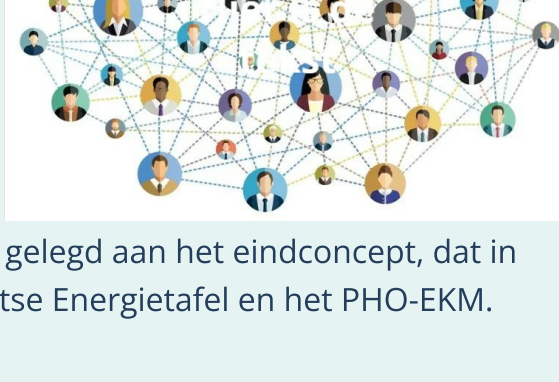 gelegd aan het eindconcept, dat in
tse Energietafel en het PHO-EKM.